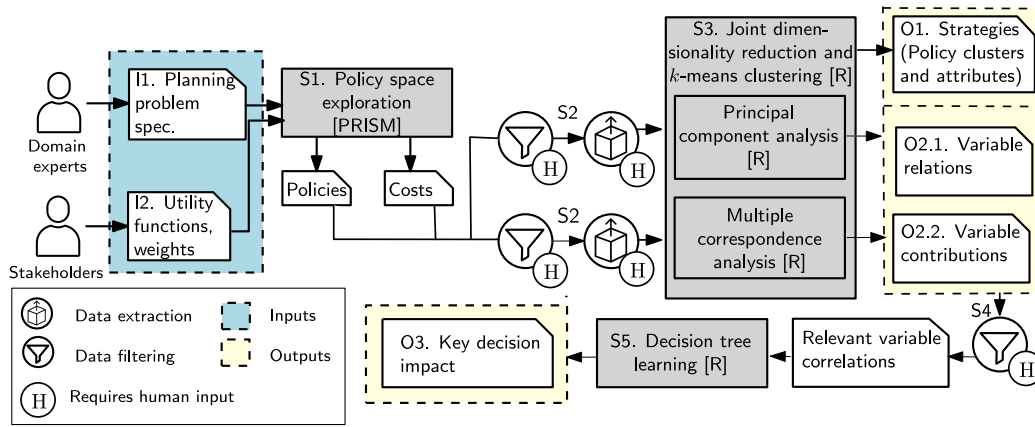 I1. Planning
problem
spec.
Domain
experts
I2. Utility
functions,
weights
Stakeholders
S1. Policy space
exploration
[PRISM]
Policies
Costs
S2
H
H
S2
H
H
S3. Joint dimen-
sionality reduction and
k-means clustering [R]
Principal
component analysis
[R]
Multiple
correspondence
analysis [R]
O1. Strategies
(Policy clusters
and attributes)
O2.1. Variable
relations
O2.2. Variable
contributions
S4
H
Relevant variable
correlations
S5. Decision tree
learning [R]
O3. Key decision
impact
Data extraction
Inputs
Data filtering
Outputs
H
Requires human input